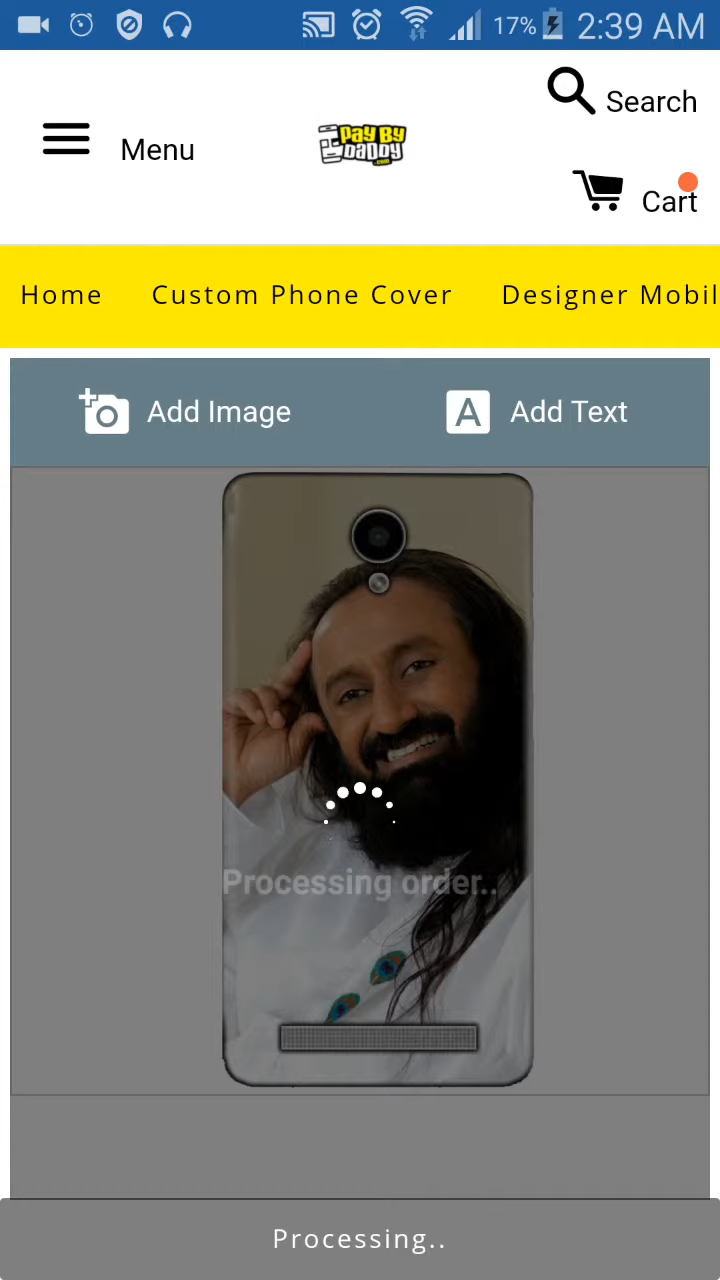 17% 2:39 AM
Search
Menu
Pay By
Daddy
.com
Cart
Home Custom Phone Cover Designer Mobil
Add Image A Add Text
Processing order..
Processing..